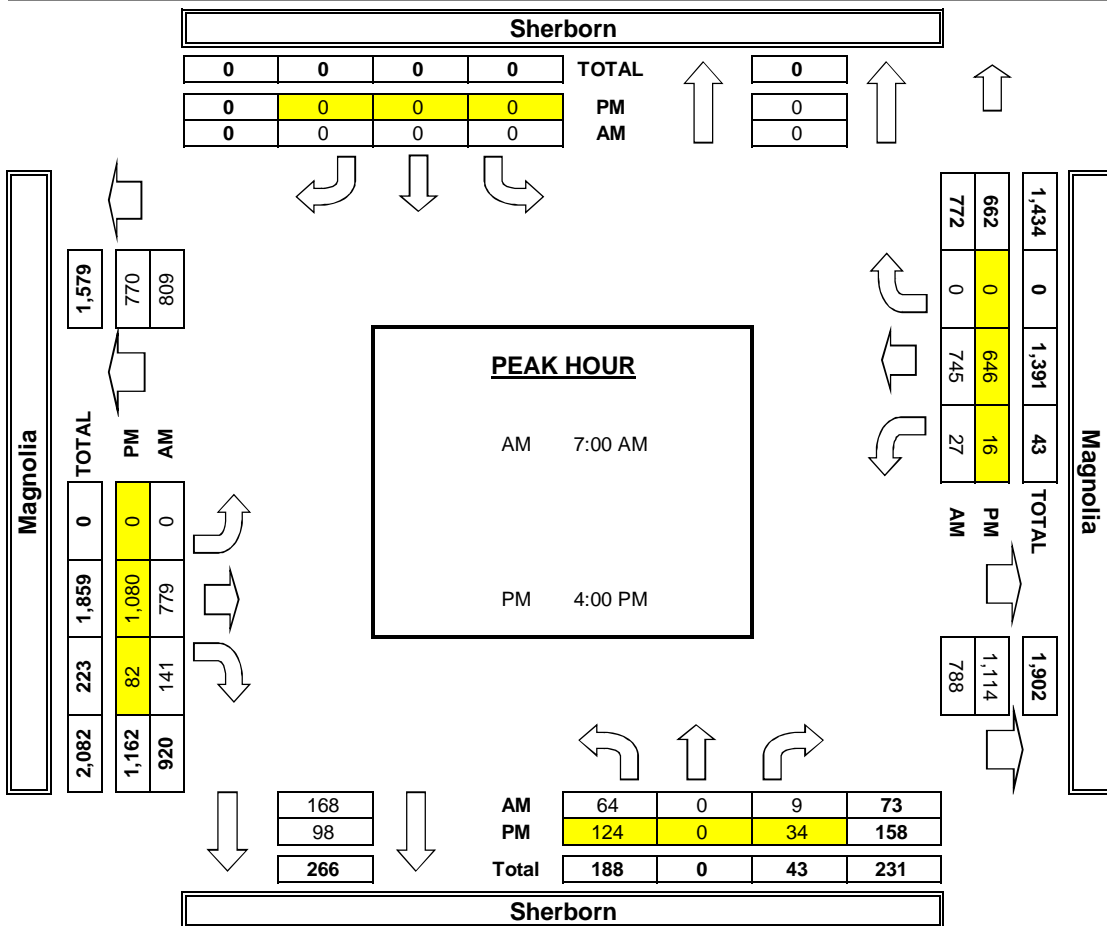 Sherborn
0 0 0 0 TOTAL 0
0 0 0 0 PM 0
0 0 0 0 AM 0
Magnolia
1,579
770
809
TOTAL
PM
AM
0 1,859 223 2,082
0 1,080 82 1,162
0 779 141 920
PEAK HOUR
AM 7:00 AM
PM 4:00 PM
1,434 0 1,391 43 TOTAL
662 0 646 16 PM
772 0 745 27 AM
1,902
1,114
788
Magnolia
168 AM 64 0 9 73
98 PM 124 0 34 158
266 Total 188 0 43 231
Sherborn